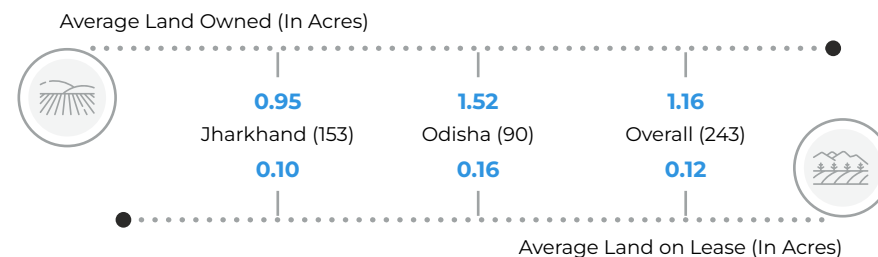 Average Land Owned (In Acres)
0.95 1.52 1.16
Jharkhand (153) Odisha (90) Overall (243)
0.10 0.16 0.12
Average Land on Lease (In Acres)